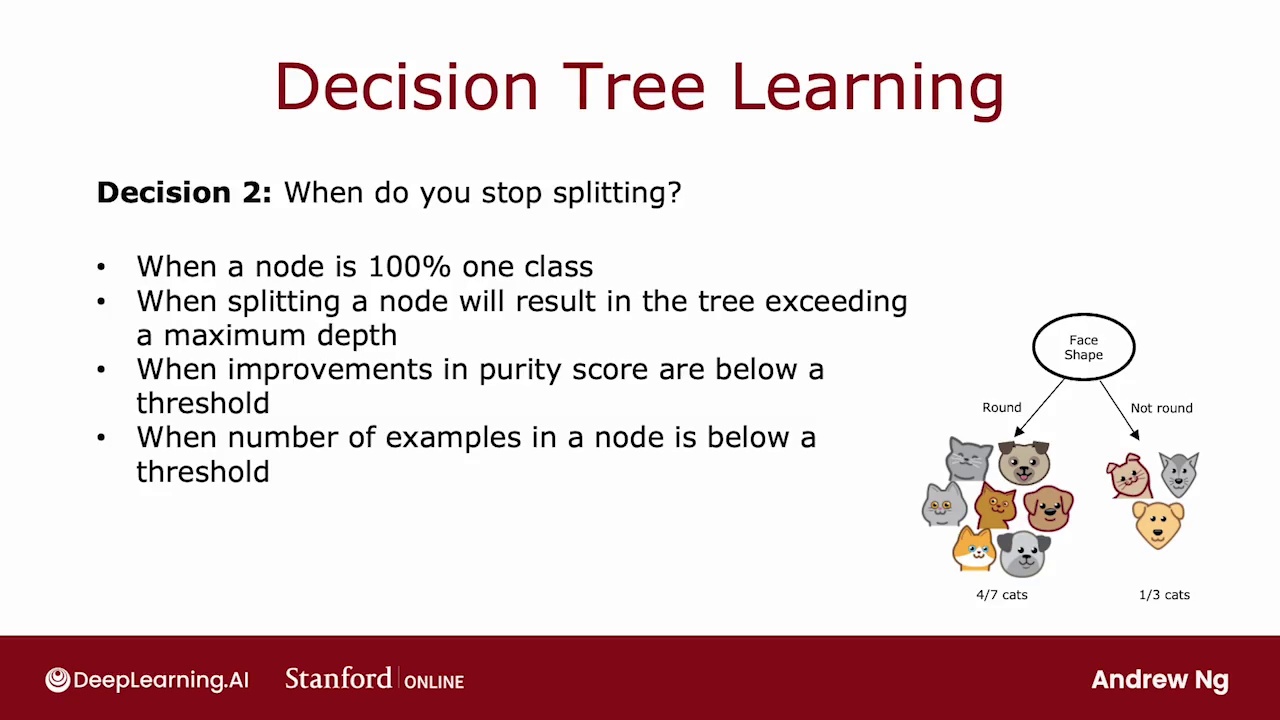 Decision Tree Learning
Decision 2: When do you stop splitting?
• When a node is 100% one class
• When splitting a node will result in the tree exceeding
a maximum depth
• When improvements in purity score are below a
threshold
• When number of examples in a node is below a
threshold
Face
Shape
Round
Not round
4/7 cats
1/3 cats
DeepLearning.AI
Stanford | ONLINE
Andrew Ng